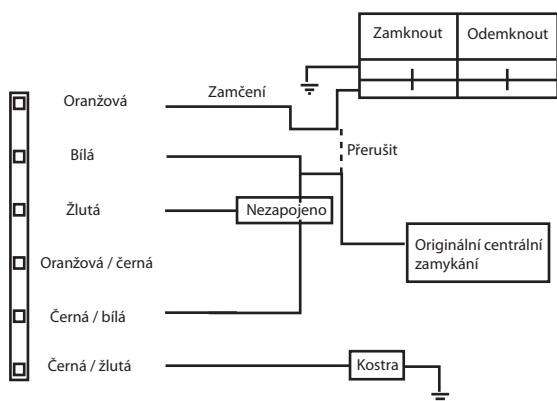 Zamknout Odemknout
Oranžová Zamčení
Bílá Přerušit
Žlutá Nezapojeno
Originální centrální
zamykání
Oranžová / černá
Černá / bílá
Černá / žlutá Kostra